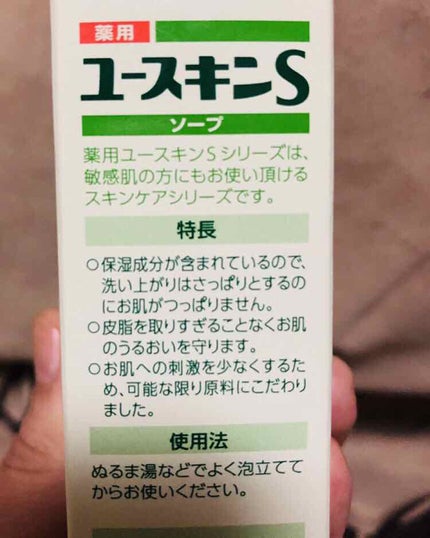 薬用
ユースキンS
ソープ
薬用ユースキンSシリーズは、
敏感肌の方にもお使い頂ける
スキンケアシリーズです。
特長
○保湿成分が含まれているので、
洗い上がりはさっぱりとするの
にお肌がつっぱりません。
○皮脂を取りすぎることなくお肌
のうるおいを守ります。
○お肌への刺激を少なくするた
め、可能な限り原料にこだわり
ました。
使用法
ぬるま湯などでよく泡立てて
からお使いください。